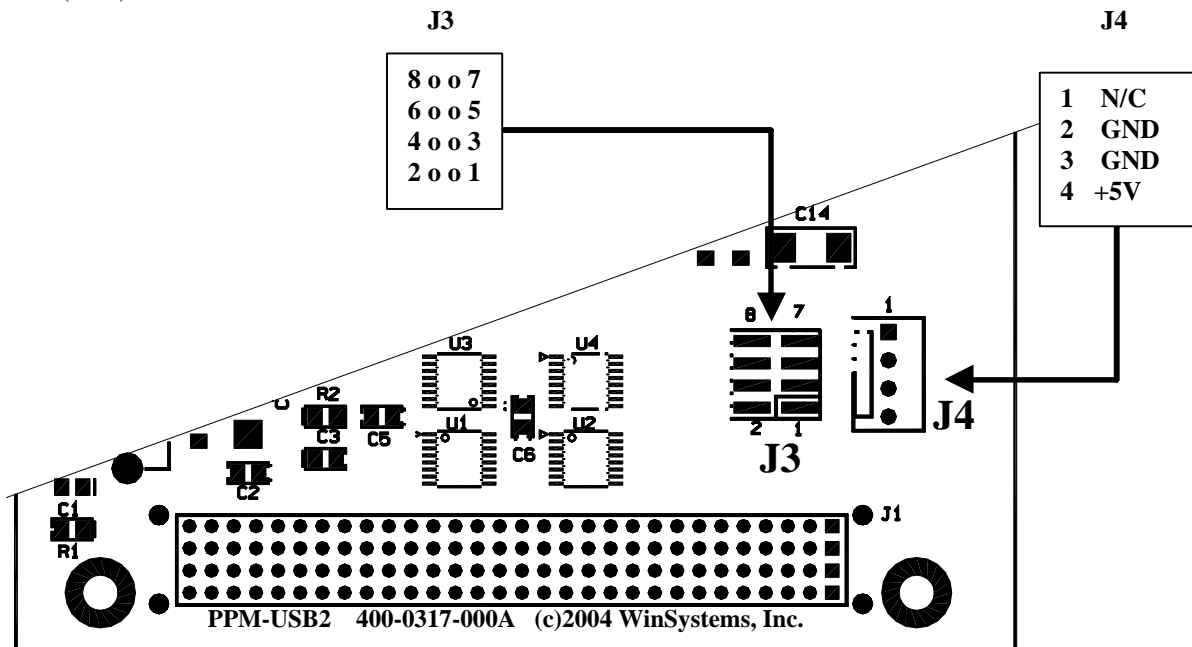 J3
J4
8 o o 7
6 o o 5
4 o o 3
2 o o 1
1 N/C
2 GND
3 GND
4 +5V
C14
8 7
1
U3
U4
R2
C3
C5
U1
C6
U2
2 1
J3
J4
C2
C1
R1
J1
PPM-USB2 400-0317-000A (c)2004 WinSystems, Inc.